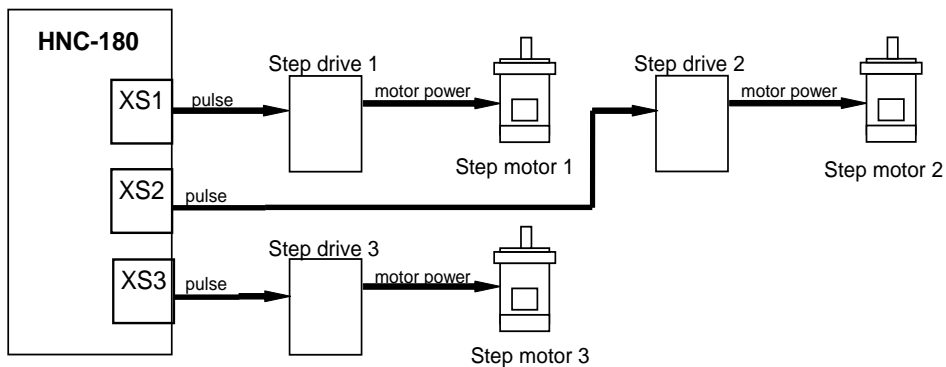 HNC-180
Step drive 1
Step drive 2
XS1
pulse
motor power
motor power
Step motor 1
Step motor 2
XS2
pulse
Step drive 3
XS3
pulse
motor power
Step motor 3